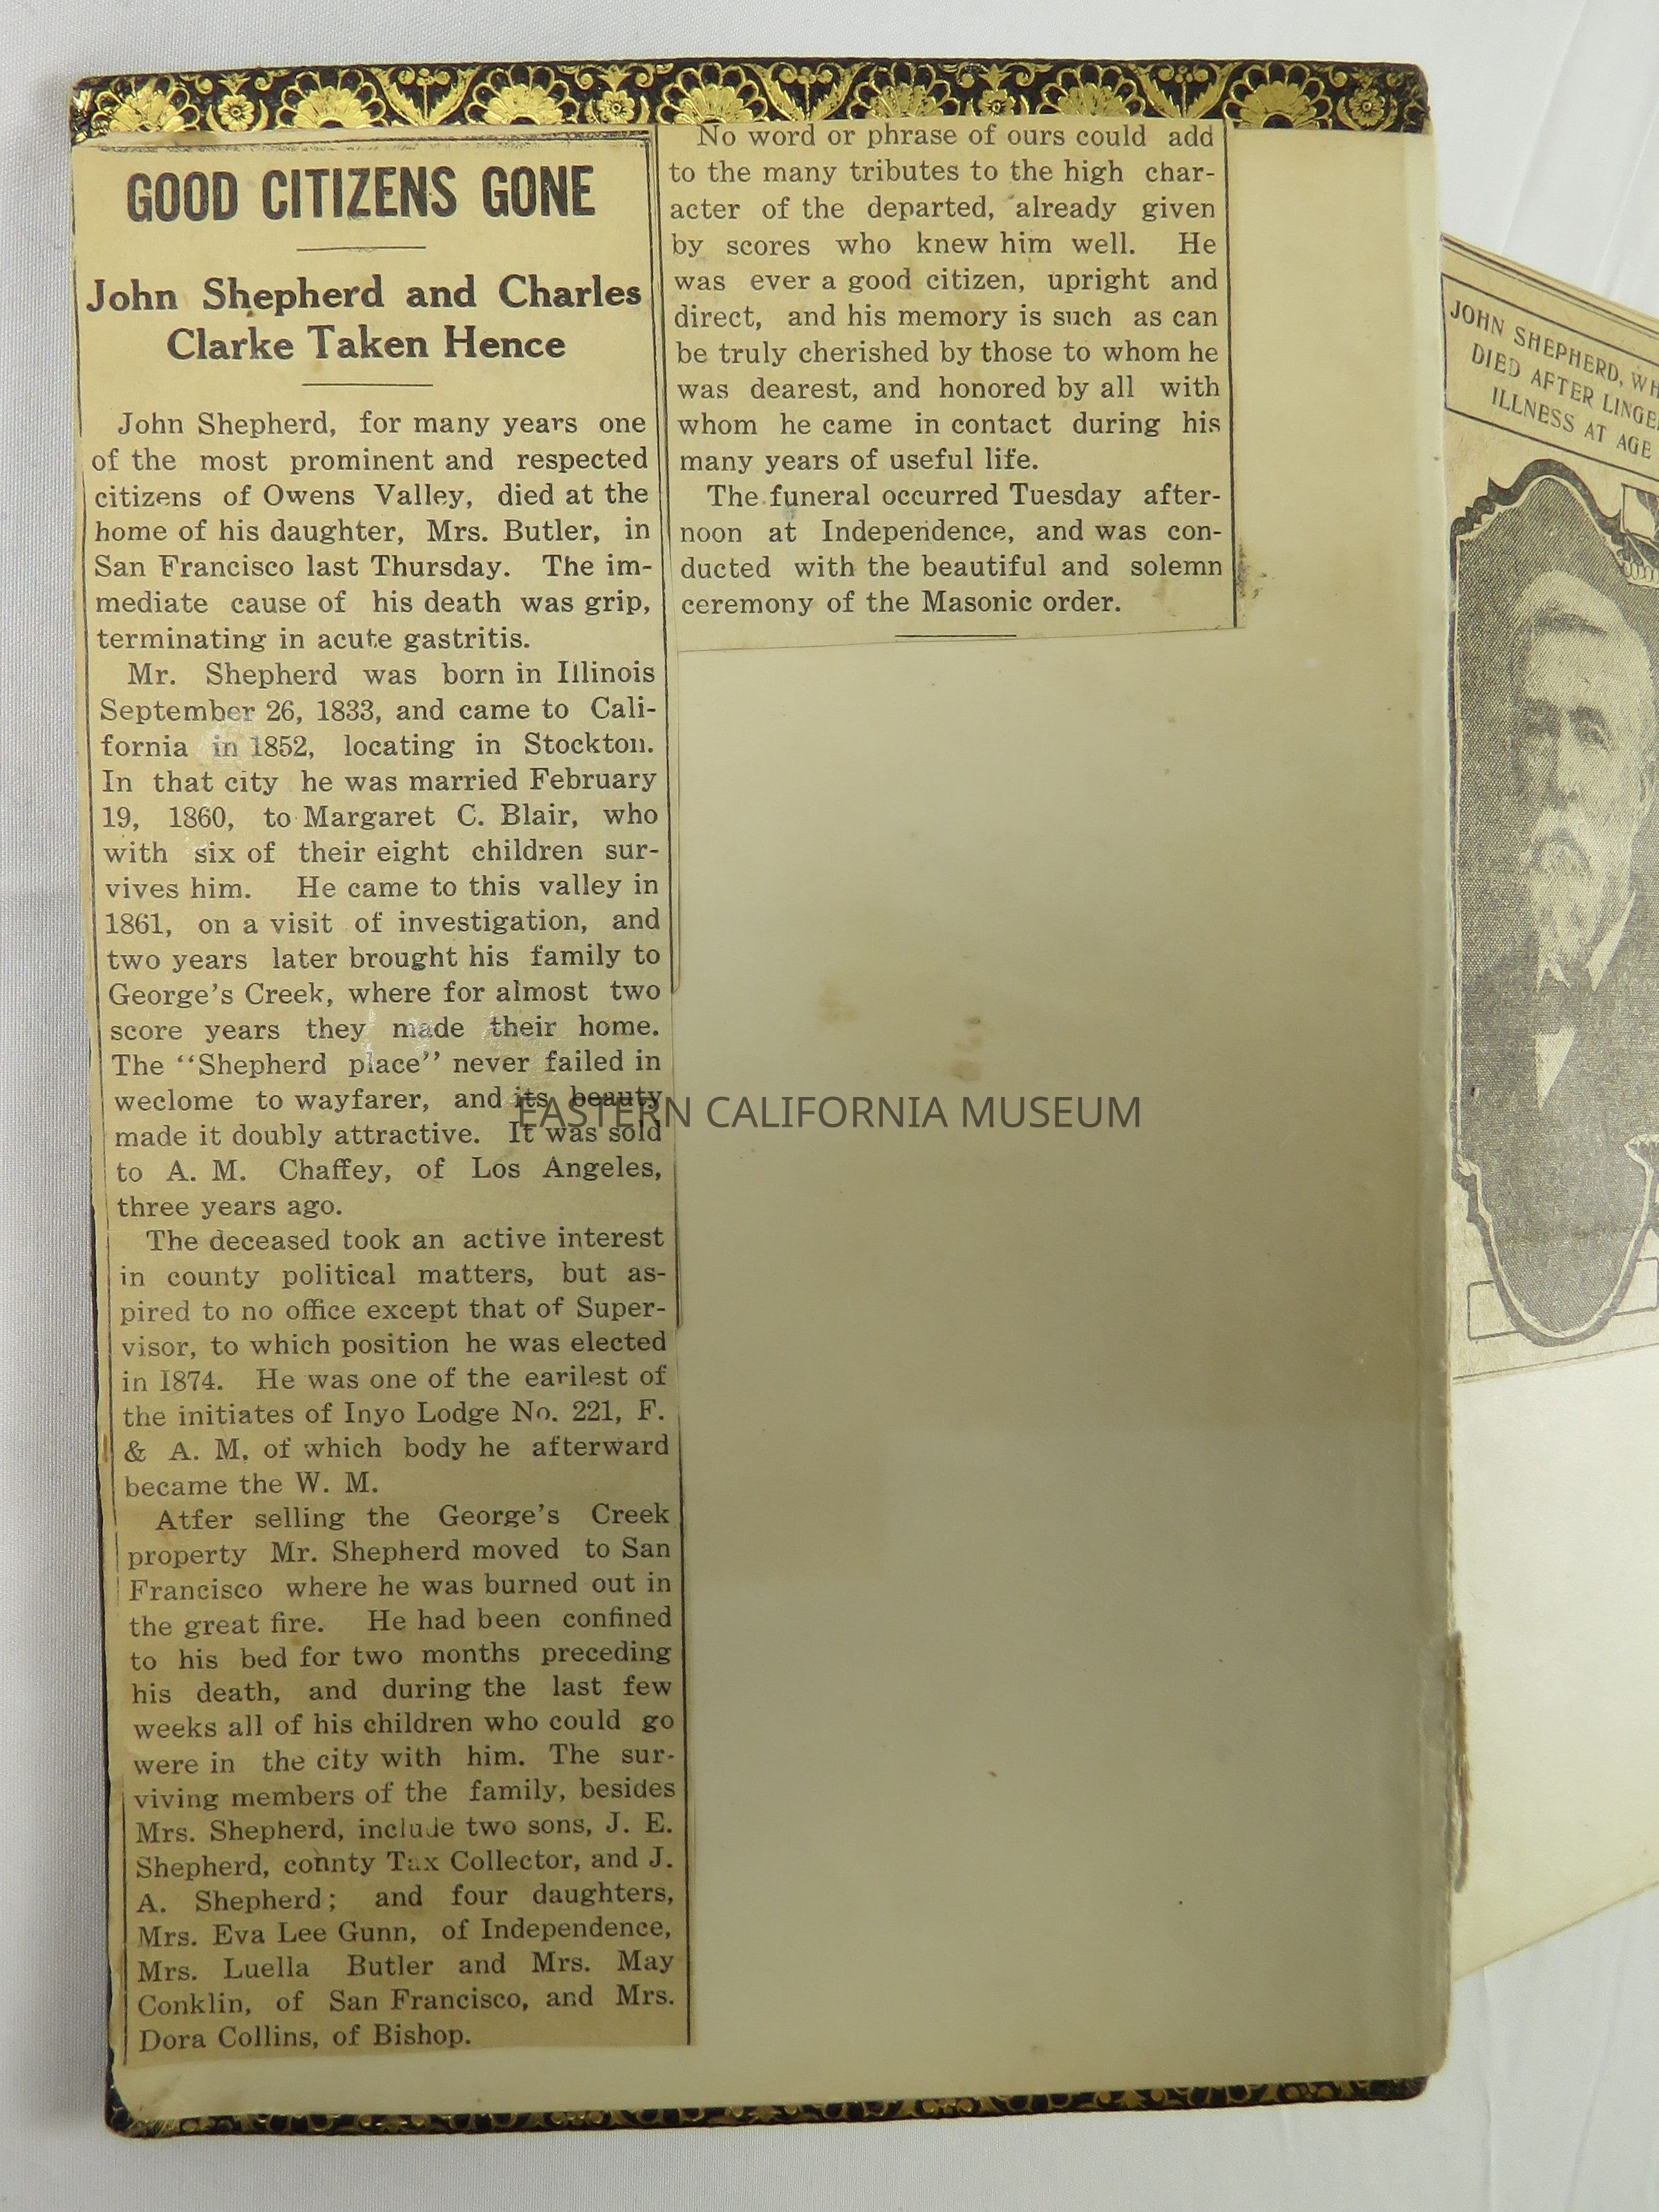 GOOD CITIZENS GONE
John Shepherd and Charles
Clarke Taken Hence
John Shepherd, for many years one
of the most prominent and respected
citizens of Owens Valley, died at the
home of his daughter, Mrs. Butler, in
San Francisco last Thursday. The im-
mediate cause of his death was grip,
terminating in acute gastritis.
Mr. Shepherd was born in Illinois
September 26, 1833, and came to Cali-
fornia in 1852, locating in Stockton.
In that city he was married February
19, 1860, to Margaret C. Blair, who
with six of their eight children sur-
vives him. He came to this valley in
1861, on a visit of investigation, and
two years later brought his family to
George's Creek, where for almost two
score years they made their home.
The "Shepherd place" never failed in
weclome to wayfarer, and its beauty
made it doubly attractive. It was sold
to A. M. Chaffey, of Los Angeles,
three years ago.
The deceased took an active interest
in county political matters, but as-
pired to no office except that of Super-
visor, to which position he was elected
in 1874. He was one of the earilest of
the initiates of Inyo Lodge No. 221, F.
& A. M. of which body he afterward
became the W. M.
Atfer selling the George's Creek
property Mr. Shepherd moved to San
Francisco where he was burned out in
the great fire. He had been confined
to his bed for two months preceding
his death, and during the last few
weeks all of his children who could go
were in the city with him. The sur-
viving members of the family, besides
Mrs. Shepherd, include two sons, J. E.
Shepherd, connty Tax Collector, and J.
A. Shepherd; and four daughters,
Mrs. Eva Lee Gunn, of Independence,
Mrs. Luella Butler and Mrs. May
Conklin, of San Francisco, and Mrs.
Dora Collins, of Bishop.
No word or phrase of ours could add
to the many tributes to the high char-
acter of the departed, already given
by scores who knew him well. He
was ever a good citizen, upright and
direct, and his memory is such as can
be truly cherished by those to whom he
was dearest, and honored by all with
whom he came in contact during his
many years of useful life.
The funeral occurred Tuesday after-
noon at Independence, and was con-
ducted with the beautiful and solemn
ceremony of the Masonic order.
EASTERN CALIFORNIA MUSEUM
JOHN SHEPHERD,
DIED AFTER
ILLNESS AT AGE